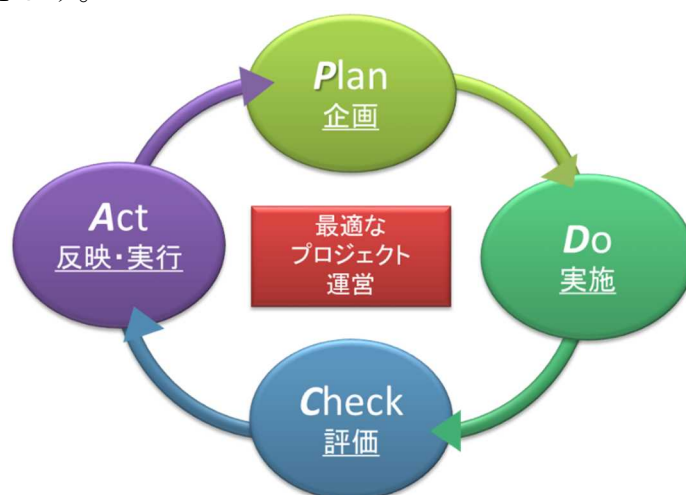 Plan
企画
Do
実施
Check
評価
Act
反映・実行
最適な
プロジェクト
運営